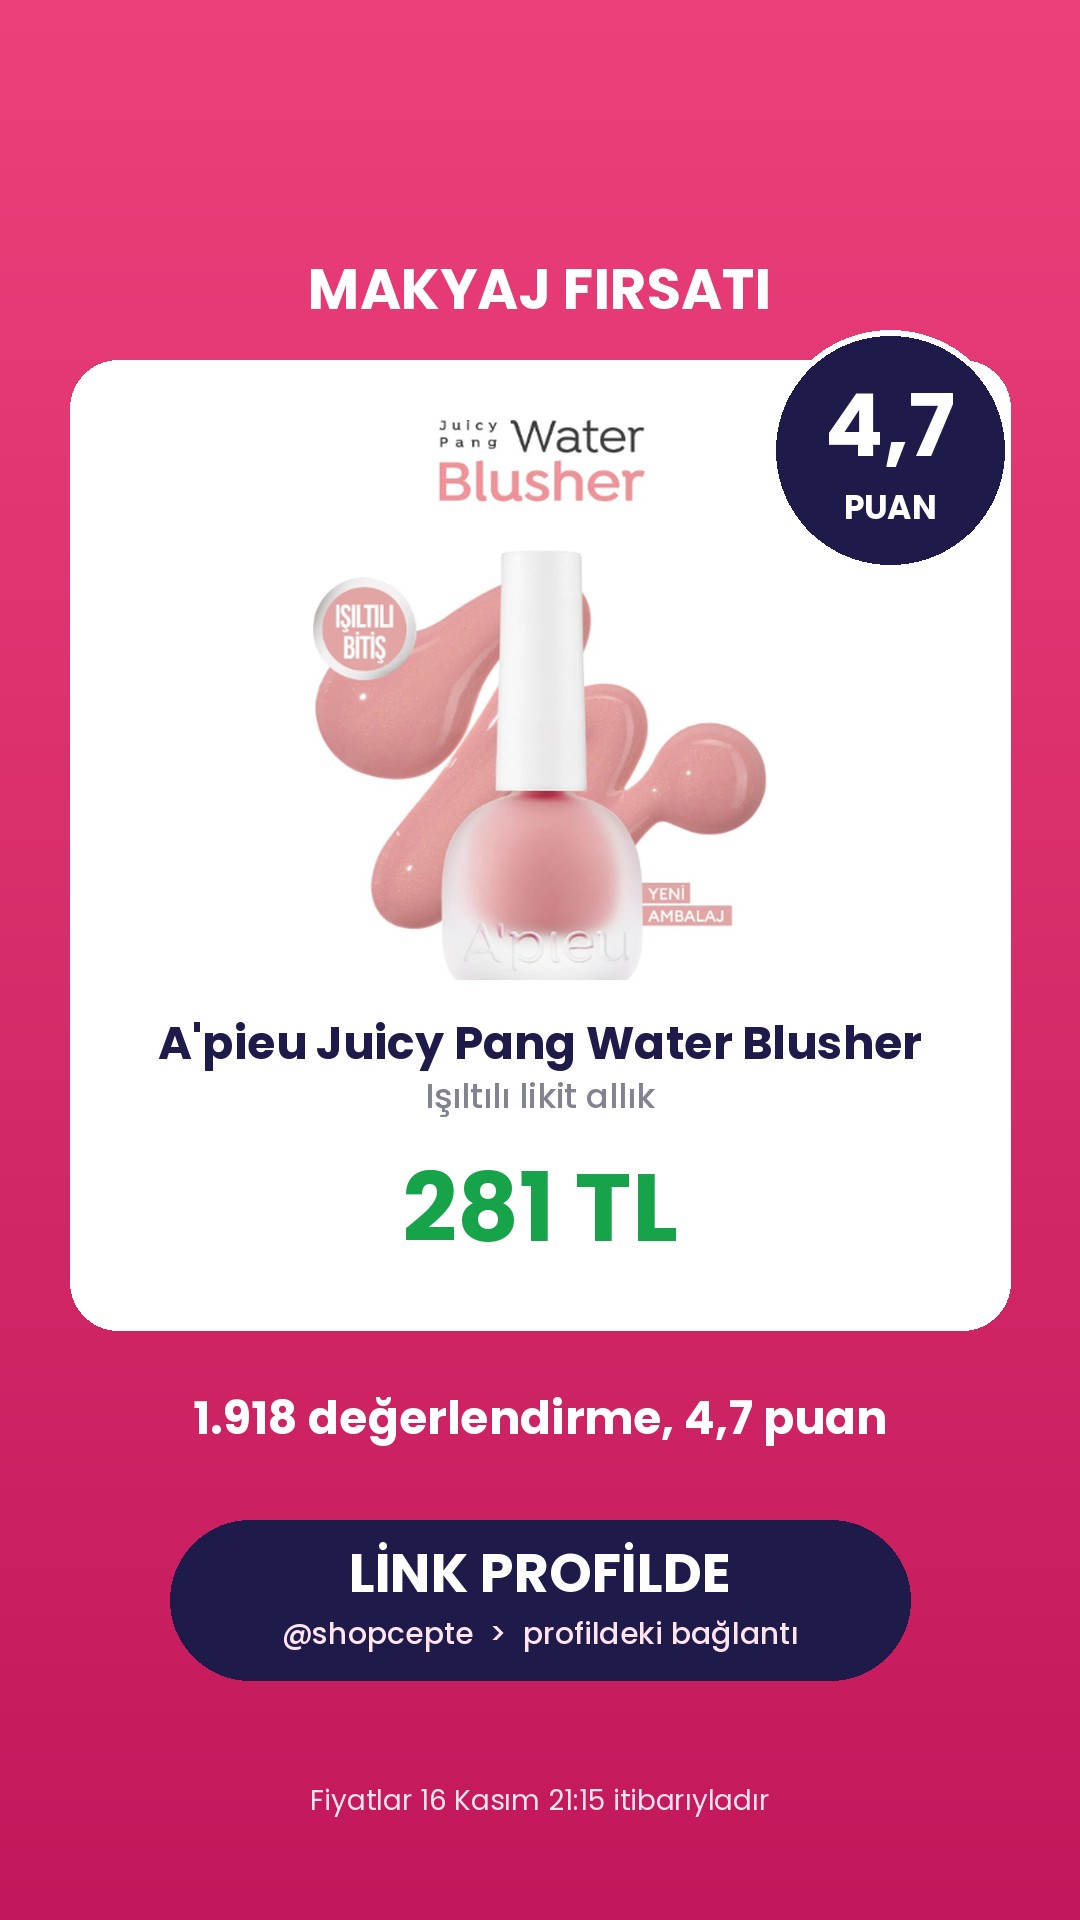 MAKYAJ FIRSATI
4,7
PUAN
Juicy Pang Water
Blusher
IŞILTILI
BİTİŞ
YENİ
AMBALAJ
A'pieu
A'pieu Juicy Pang Water Blusher
Işıltılı likit allık
281 TL
1.918 değerlendirme, 4,7 puan
LİNK PROFİLDE
@shopcepte > profildeki bağlantı
Fiyatlar 16 Kasım 21:15 itibarıyladır